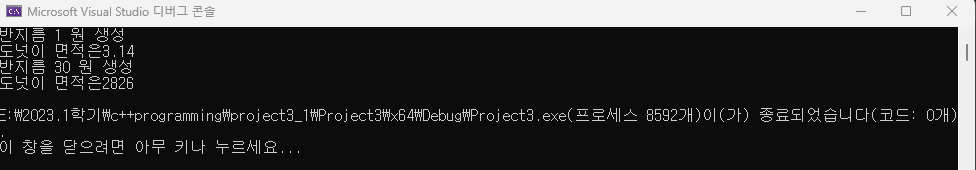 Microsoft Visual Studio 디버그 콘솔
반지름 1 원 생성
도넛이 면적은3.14
반지름 30 원 생성
도넛이 면적은2826
E:₩2023.1학기₩c++programming₩project3_1₩Project3₩x64₩Debug₩Project3.exe(프로세스 8592개)이(가) 종료되었습니다(코드: 0개)
.
이 창을 닫으려면 아무 키나 누르세요...